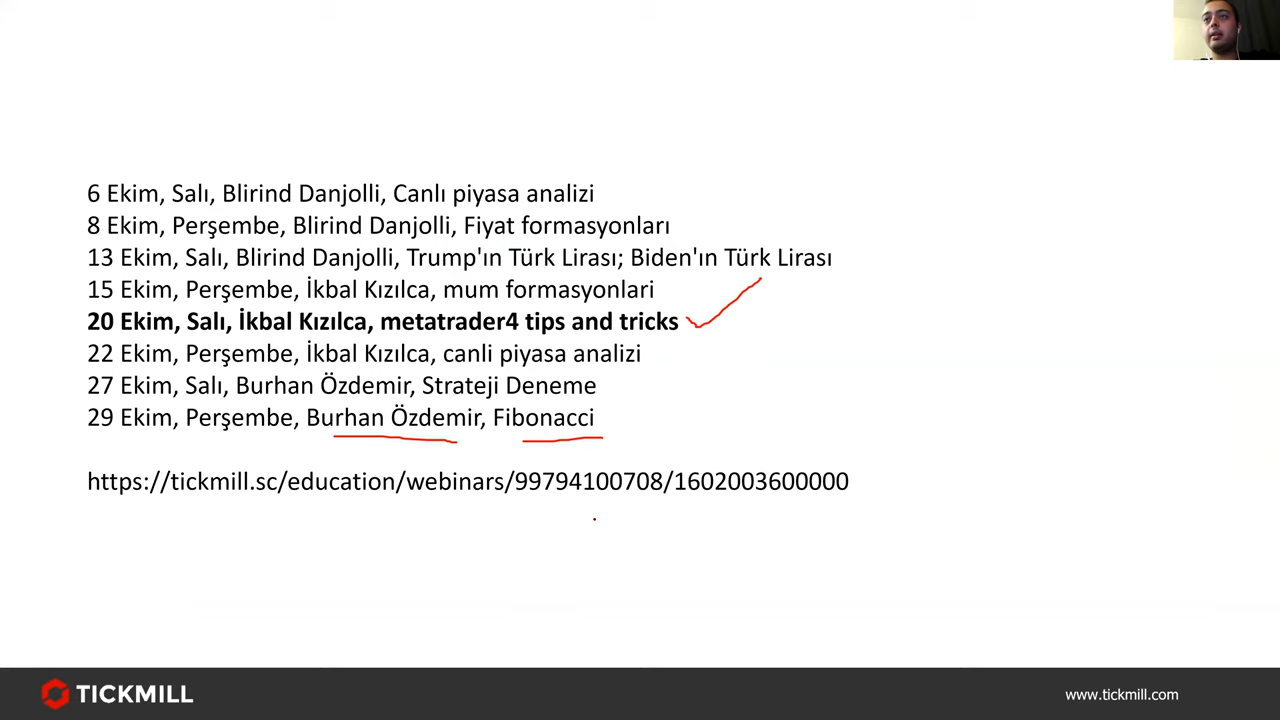 6 Ekim, Salı, Blirind Danjolli, Canlı piyasa analizi
8 Ekim, Perşembe, Blirind Danjolli, Fiyat formasyonları
13 Ekim, Salı, Blirind Danjolli, Trump'ın Türk Lirası; Biden'ın Türk Lirası
15 Ekim, Perşembe, İkbal Kızılca, mum formasyonlari
20 Ekim, Salı, İkbal Kızılca, metatrader4 tips and tricks
22 Ekim, Perşembe, İkbal Kızılca, canli piyasa analizi
27 Ekim, Salı, Burhan Özdemir, Strateji Deneme
29 Ekim, Perşembe, Burhan Özdemir, Fibonacci
https://tickmill.sc/education/webinars/99794100708/1602003600000
TICKMILL
www.tickmill.com